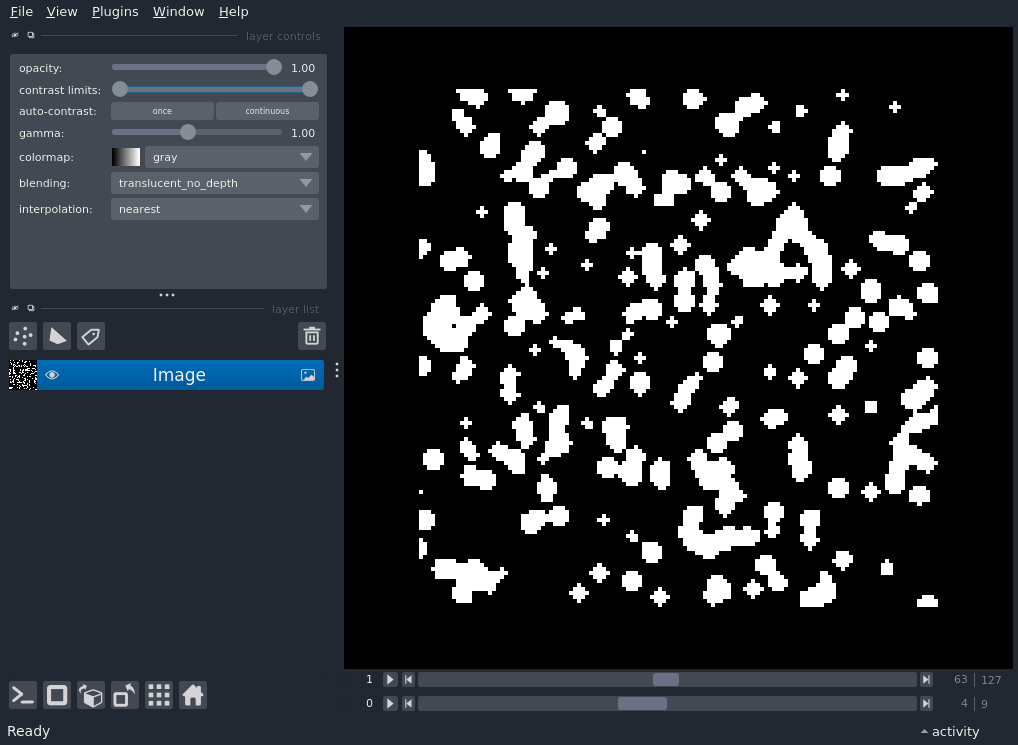 File View Plugins Window Help
layer controls
opacity: 1.00
contrast limits:
auto-contrast: once continuous
gamma: 1.00
colormap: gray
blending: translucent_no_depth
interpolation: nearest
layer list
Image
1 63 127
0 4 9
Ready activity